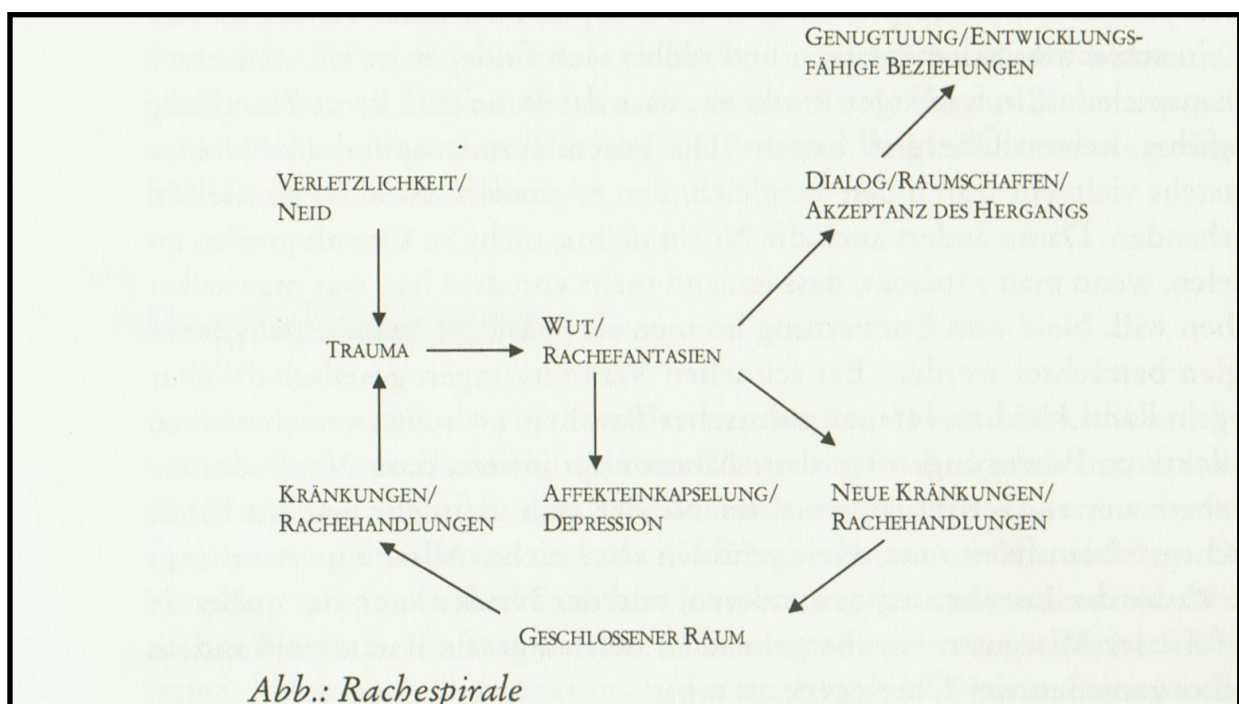 GENUGTUUNG/ENTWICKLUNGS-
FÄHIGE BEZIEHUNGEN
VERLETZLICHKEIT/
NEID
DIALOG/RAUMSCHAFFEN/
AKZEPTANZ DES HERGANGS
TRAUMA
WUT/
RACHEFANTASIEN
KRÄNKUNGEN/
RACHEHANDLUNGEN
AFFEKTEINKAPSELUNG/
DEPRESSION
NEUE KRÄNKUNGEN/
RACHEHANDLUNGEN
GESCHLOSSENER RAUM
Abb.: Rachespirale